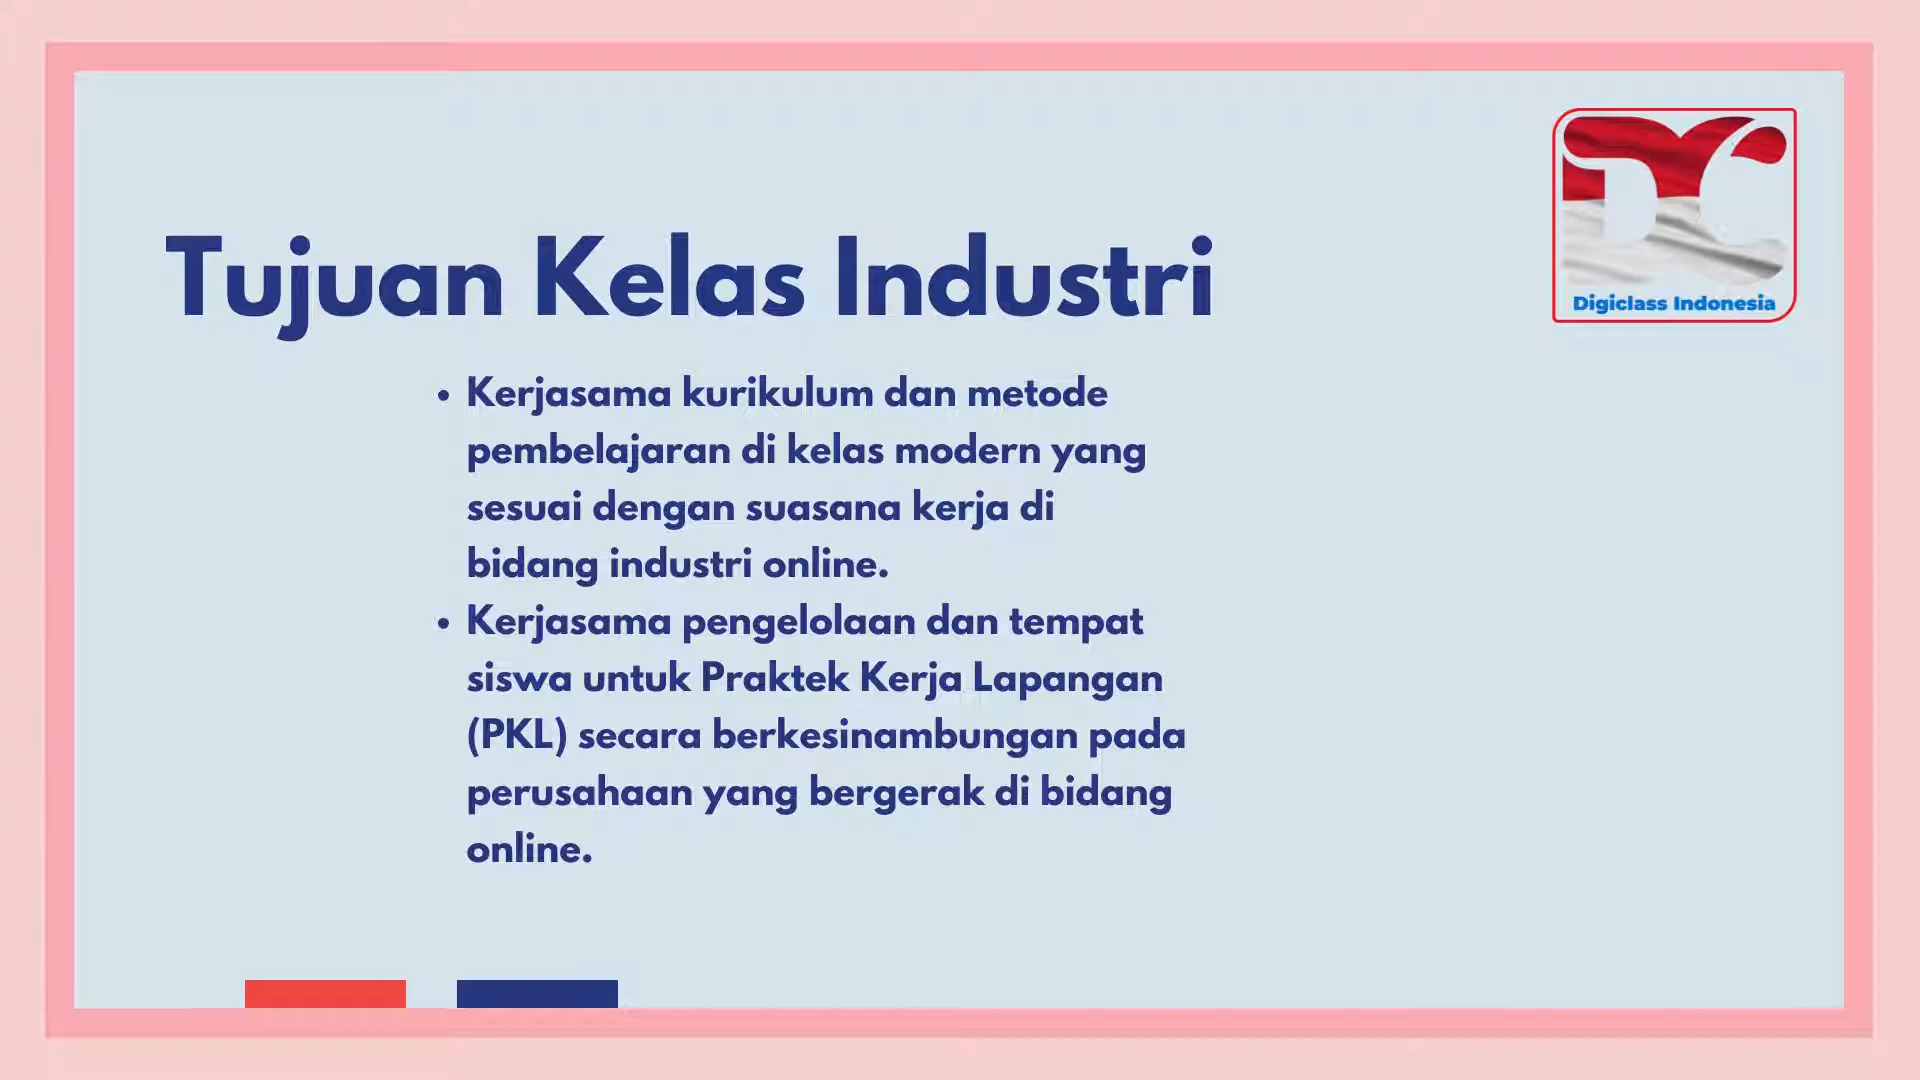 DC
Digiclass Indonesia
Tujuan Kelas Industri
• Kerjasama kurikulum dan metode
pembelajaran di kelas modern yang
sesuai dengan suasana kerja di
bidang industri online.
• Kerjasama pengelolaan dan tempat
siswa untuk Praktek Kerja Lapangan
(PKL) secara berkesinambungan pada
perusahaan yang bergerak di bidang
online.